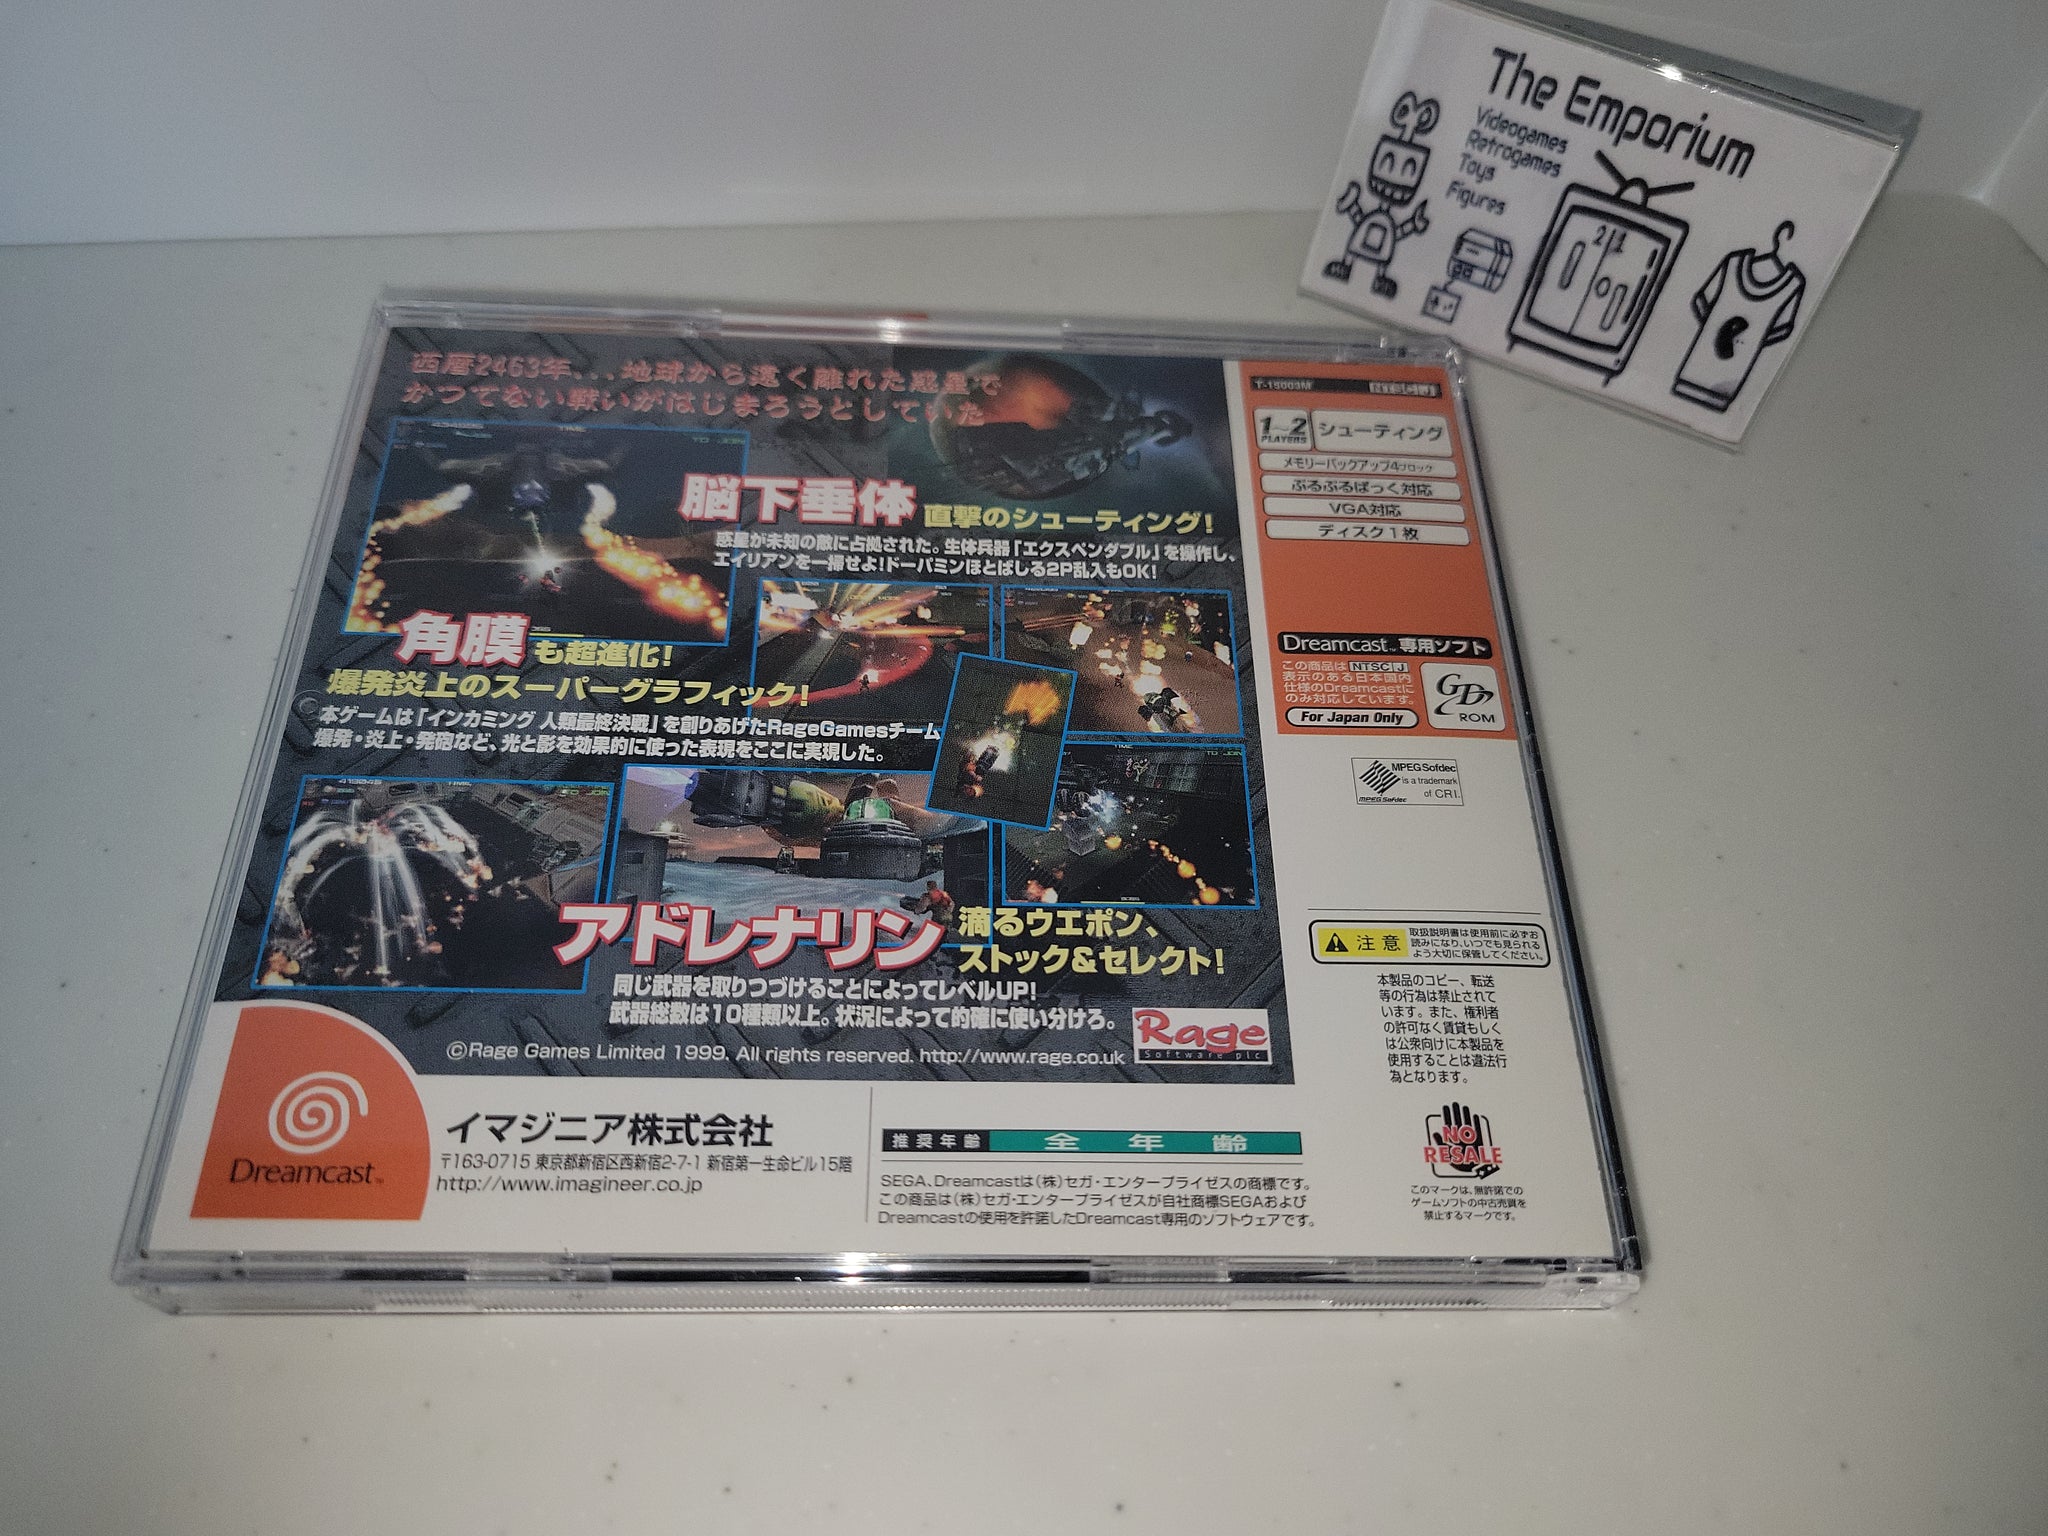 The Emporium
Videogames
Retrogames
Toys
Figures
西暦2463年...地球から遠く離れた惑星で
かつてない戦いがはじまろうとしていた
脳下垂体 直撃のシューティング!
惑星が未知の敵に占拠された。生体兵器「エクスペンダブル」を操作し、
エイリアンを一掃せよ!ドーパミンほとばしる2P乱入もOK!
角膜も超進化!
爆発炎上のスーパーグラフィック!
本ゲームは「インカミング 人類最終決戦」を創りあげたRageGamesチーム
爆発・炎上・発砲など、光と影を効果的に使った表現をここに実現した。
アドレナリン 滴るウエポン、
ストック&セレクト!
同じ武器を取りつづけることによってレベルUP!
武器総数は10種類以上。状況によって的確に使い分けろ。
©Rage Games Limited 1999. All rights reserved. http://www.rage.co.uk
Rage
Software plc
T-15003M NTSC J
1~2 PLAYERS シューティング
メモリーバックアップ4ブロック
ぷるぷるぱっく対応
VGA対応
ディスク1枚
Dreamcast™専用ソフト
この商品は NTSC J
表示のある日本国内
仕様のDreamcastに
のみ対応しています。
For Japan Only
GD
ROM
MPEG Sofdec
is a trademark
of CRI.
MPEG Sofdec
注意
取扱説明書は使用前に必ずお
読みになり、いつでも見られる
よう大切に保管してください。
本製品のコピー、転送
等の行為は禁止されて
います。また、権利者
の許可なく賃貸もしく
は公衆向けに本製品を
使用することは違法行
為となります。
NO
RESALE
このマークは、無許諾での
ゲームソフトの中古売買を
禁止するマークです。
Dreamcast™
イマジニア株式会社
〒163-0715 東京都新宿区西新宿2-7-1 新宿第一生命ビル15階
http://www.imagineer.co.jp
推奨年齢 全年齢
SEGA、Dreamcastは(株)セガ・エンタープライゼスの商標です。
この商品は(株)セガ・エンタープライゼスが自社商標SEGAおよび
Dreamcastの使用を許諾したDreamcast専用のソフトウェアです。